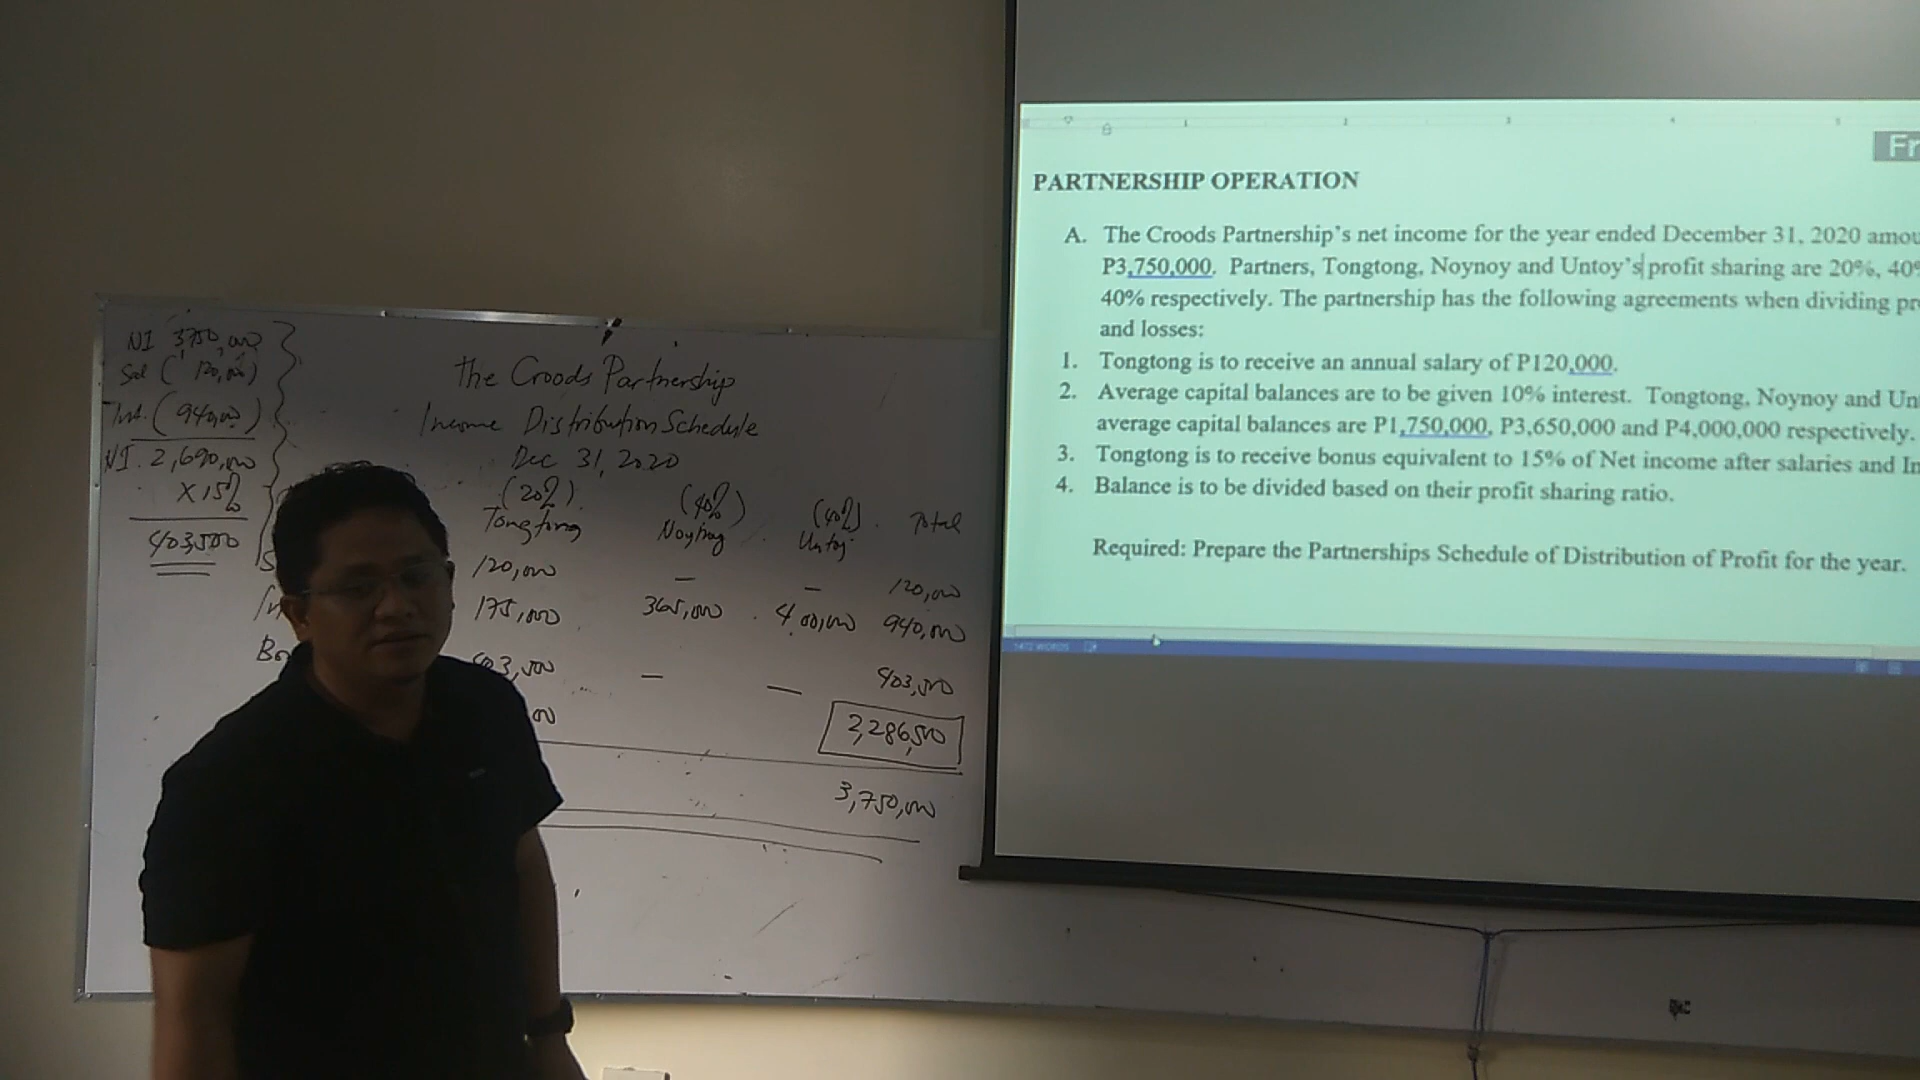 NI 3,750,000
Sal ( 120,000)
Int. (940,000)
NI. 2,690,000
X 15%
403,500
The Croods Partnership
Income Distribution Schedule
Dec 31, 2020
(20%) (40%) (40%)
Tongtong Noynoy Untoy Total
120,000 — — 120,000
175,000 365,000 400,000 940,000
403,500 — — 403,500
2,286,500
3,750,000
Fr
PARTNERSHIP OPERATION
A. The Croods Partnership's net income for the year ended December 31, 2020 amou
P3,750,000. Partners, Tongtong, Noynoy and Untoy's profit sharing are 20%, 40%
40% respectively. The partnership has the following agreements when dividing pr
and losses:
1. Tongtong is to receive an annual salary of P120,000.
2. Average capital balances are to be given 10% interest. Tongtong, Noynoy and Un
average capital balances are P1,750,000, P3,650,000 and P4,000,000 respectively.
3. Tongtong is to receive bonus equivalent to 15% of Net income after salaries and In
4. Balance is to be divided based on their profit sharing ratio.
Required: Prepare the Partnerships Schedule of Distribution of Profit for the year.